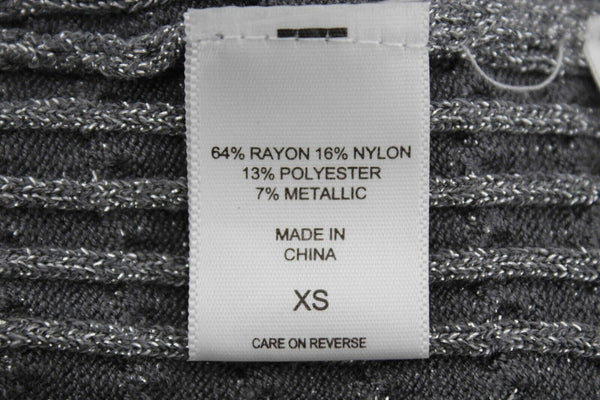 64% RAYON 16% NYLON
13% POLYESTER
7% METALLIC
MADE IN
CHINA
XS
CARE ON REVERSE